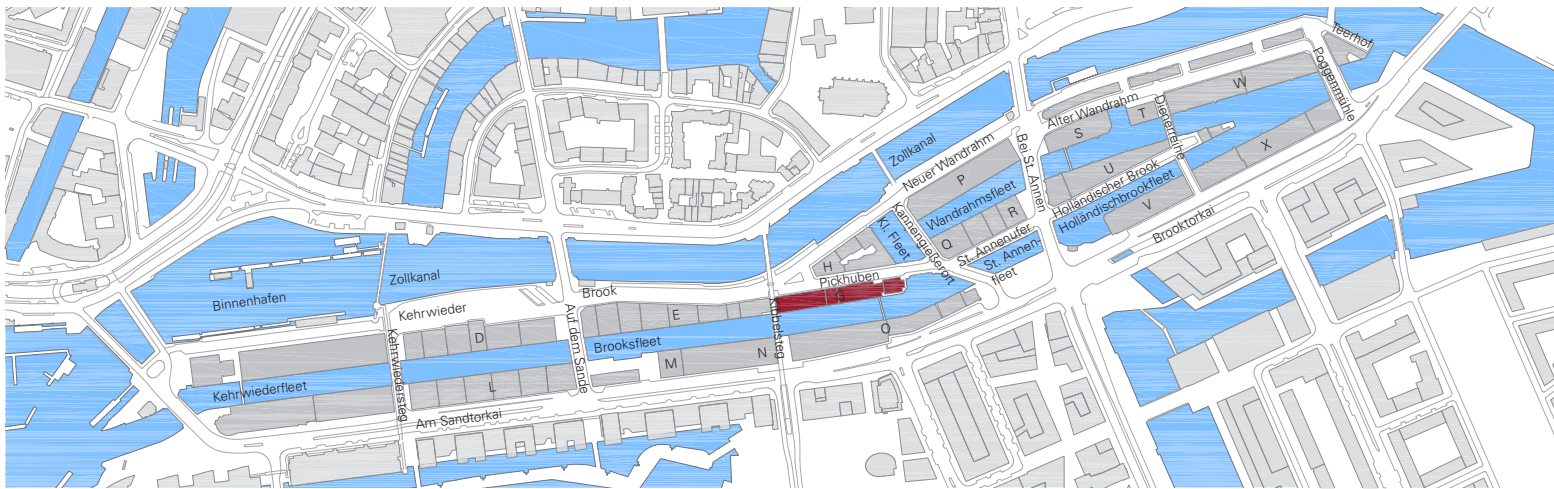 Teerhof
Poggenmühle
W
Alter Wandrahm
Dienerreihe
T
S
Zollkanal
Neuer Wandrahm
Bei St. Annen
X
U
P
Holländischer Brook
Holländischbrookfleet
V
Wandrahmsfleet
R
Kannengießerort
Kl. Fleet
Q
St. Annenufer
St. Annen-
fleet
Brooktorkai
H
Pickhuben
G
Zollkanal
Binnenhafen
Brook
Kehrwieder
E
Kibbelsteg
O
Auf dem Sande
D
Brooksfleet
N
M
Kehrwiedersteg
Kehrwiederfleet
L
Am Sandtorkai